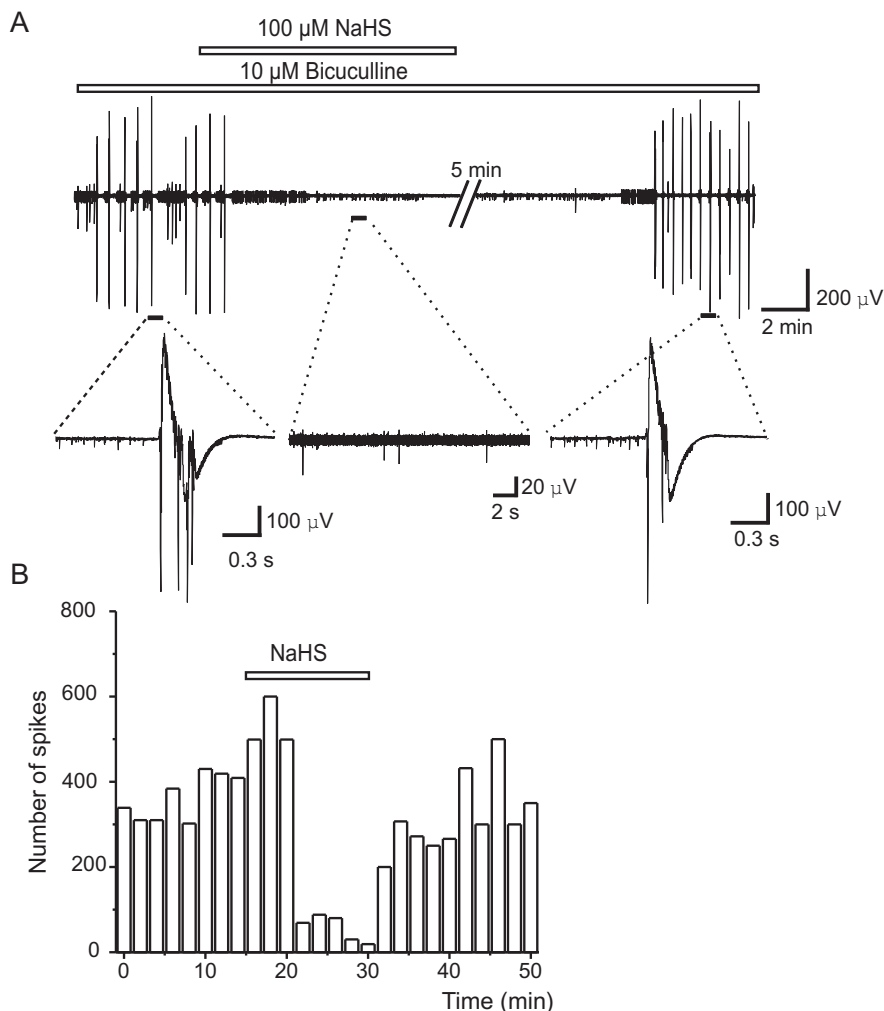 A
100 µM NaHS
10 µM Bicuculline
5 min
200 µV
2 min
100 µV
0.3 s
20 µV
2 s
100 µV
0.3 s
B
800
600
400
200
0
Number of spikes
NaHS
0 10 20 30 40 50
Time (min)